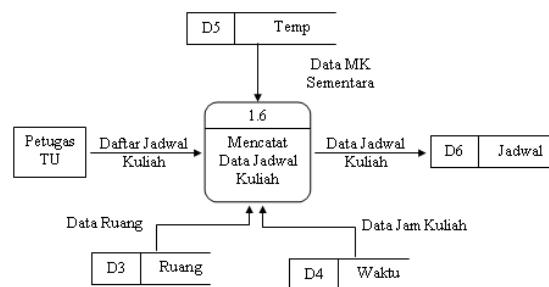 D5 Temp
Data MK
Sementara
1.6
Mencatat
Data Jadwal
Kuliah
Petugas
TU
Daftar Jadwal
Kuliah
Data Jadwal
Kuliah
D6 Jadwal
Data Ruang
Data Jam Kuliah
D3 Ruang
D4 Waktu